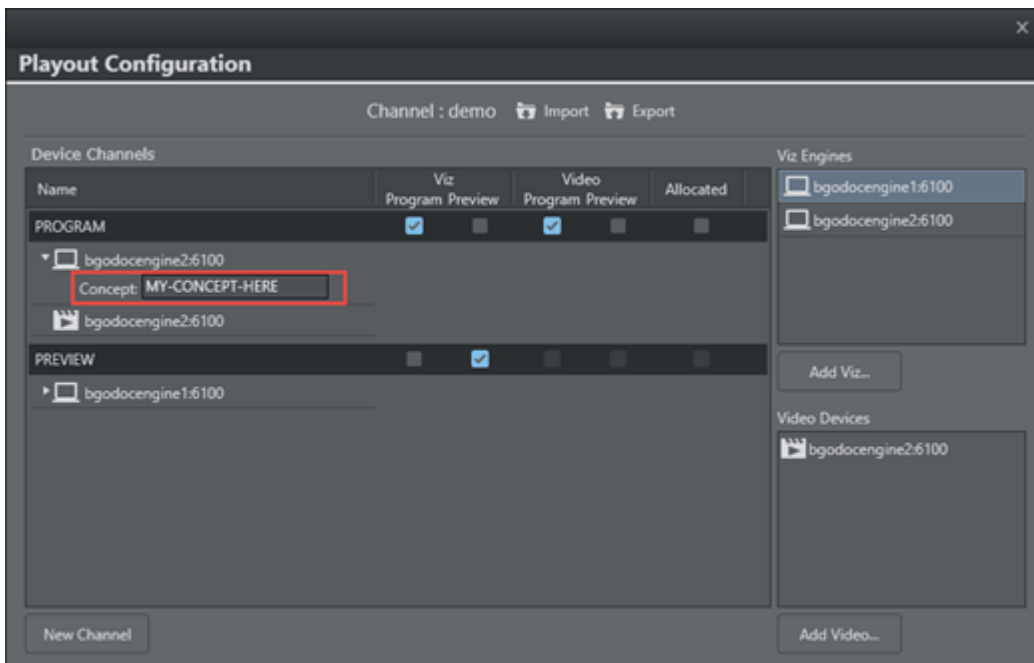 Playout Configuration
Channel : demo Import Export
Device Channels
Name Viz Program Preview Video Program Preview Allocated
PROGRAM
bgodocengine2:6100
Concept: MY-CONCEPT-HERE
bgodocengine2:6100
PREVIEW
bgodocengine1:6100
New Channel
Viz Engines
bgodocengine1:6100
bgodocengine2:6100
Add Viz...
Video Devices
bgodocengine2:6100
Add Video...